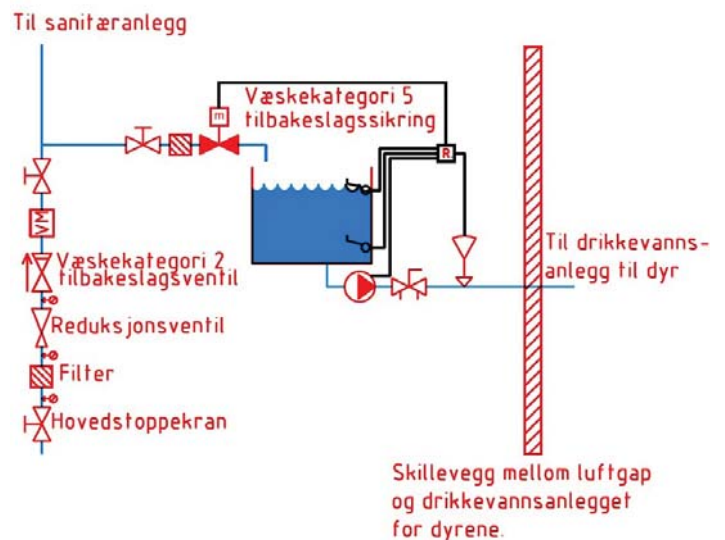 Til sanitæranlegg
Væskekategori 5
tilbakeslagssikring
m
R
VM
Til drikkevanns-
anlegg til dyr
Væskekategori 2
tilbakeslagsventil
Reduksjonsventil
Filter
Hovedstoppekran
Skillevegg mellom luftgap
og drikkevannsanlegget
for dyrene.